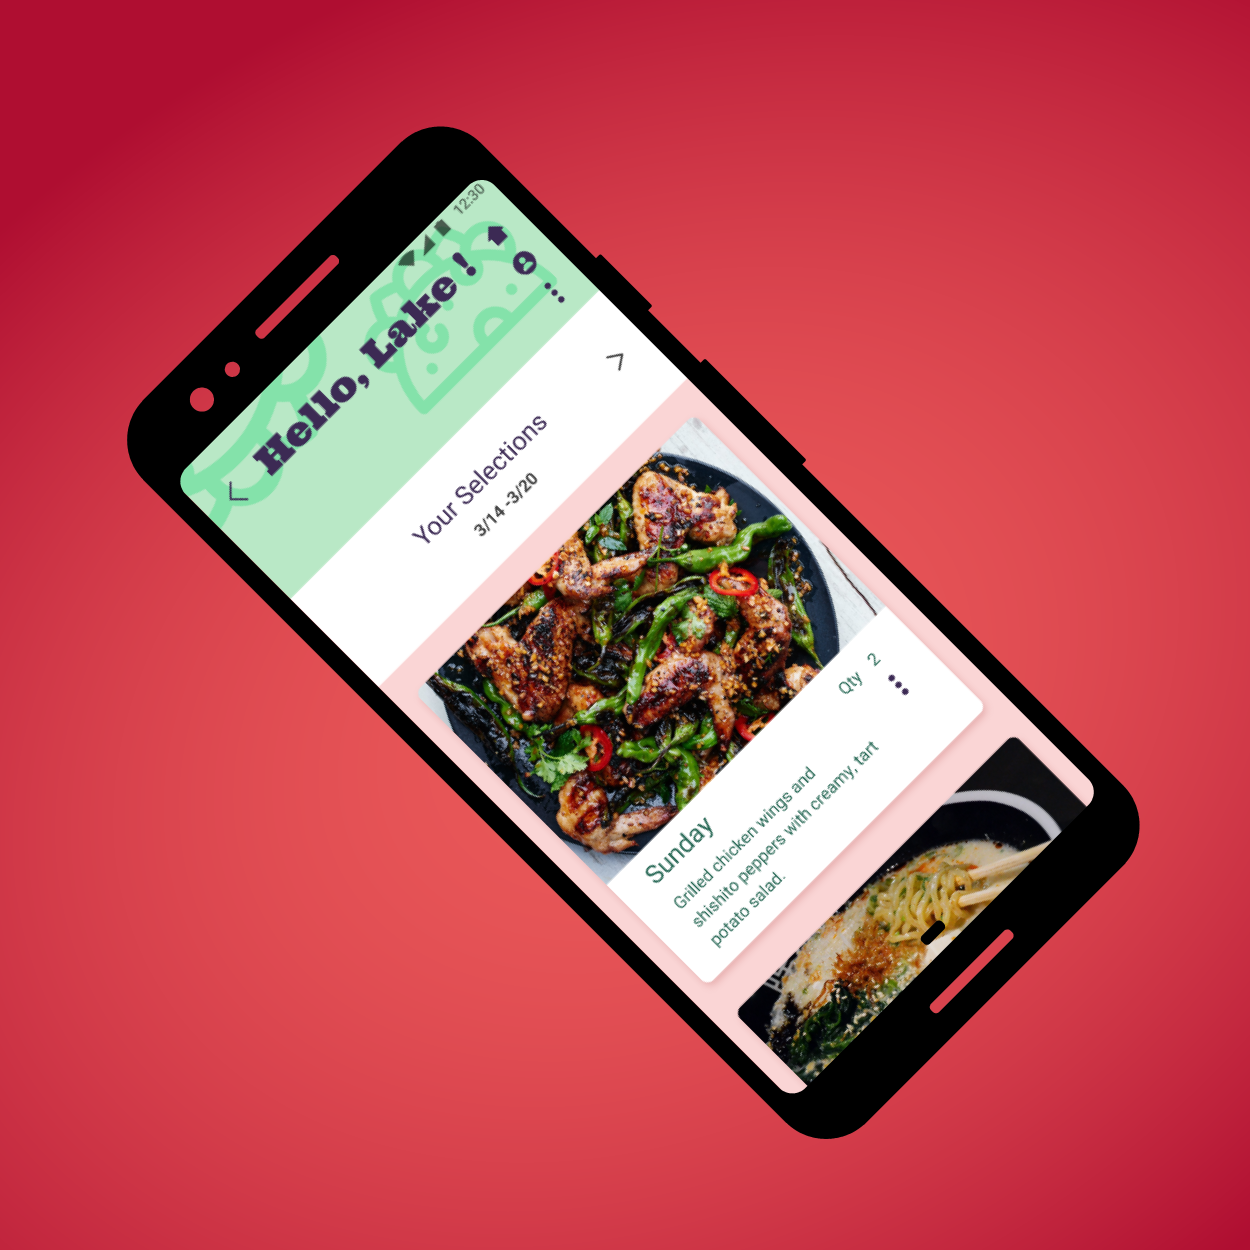 12:30
Hello, Lake !
Your Selections
3/14 -3/20
Sunday
Qty 2
Grilled chicken wings and
shishito peppers with creamy, tart
potato salad.